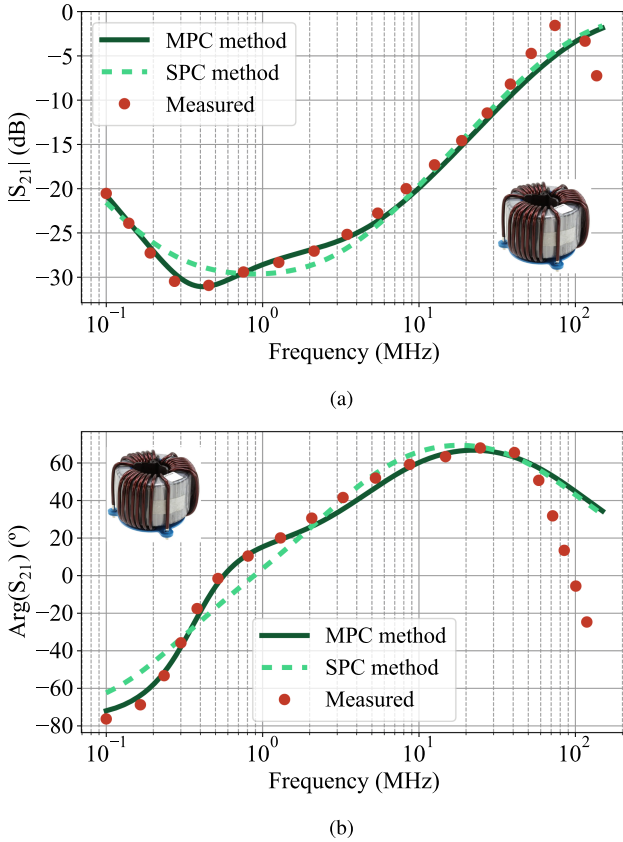 0
−5
−10
−15
−20
−25
−30
|S21| (dB)
MPC method
SPC method
Measured
10−1
100
101
102
Frequency (MHz)
(a)
60
40
20
0
−20
−40
−60
−80
Arg(S21) (º)
MPC method
SPC method
Measured
10−1
100
101
102
Frequency (MHz)
(b)